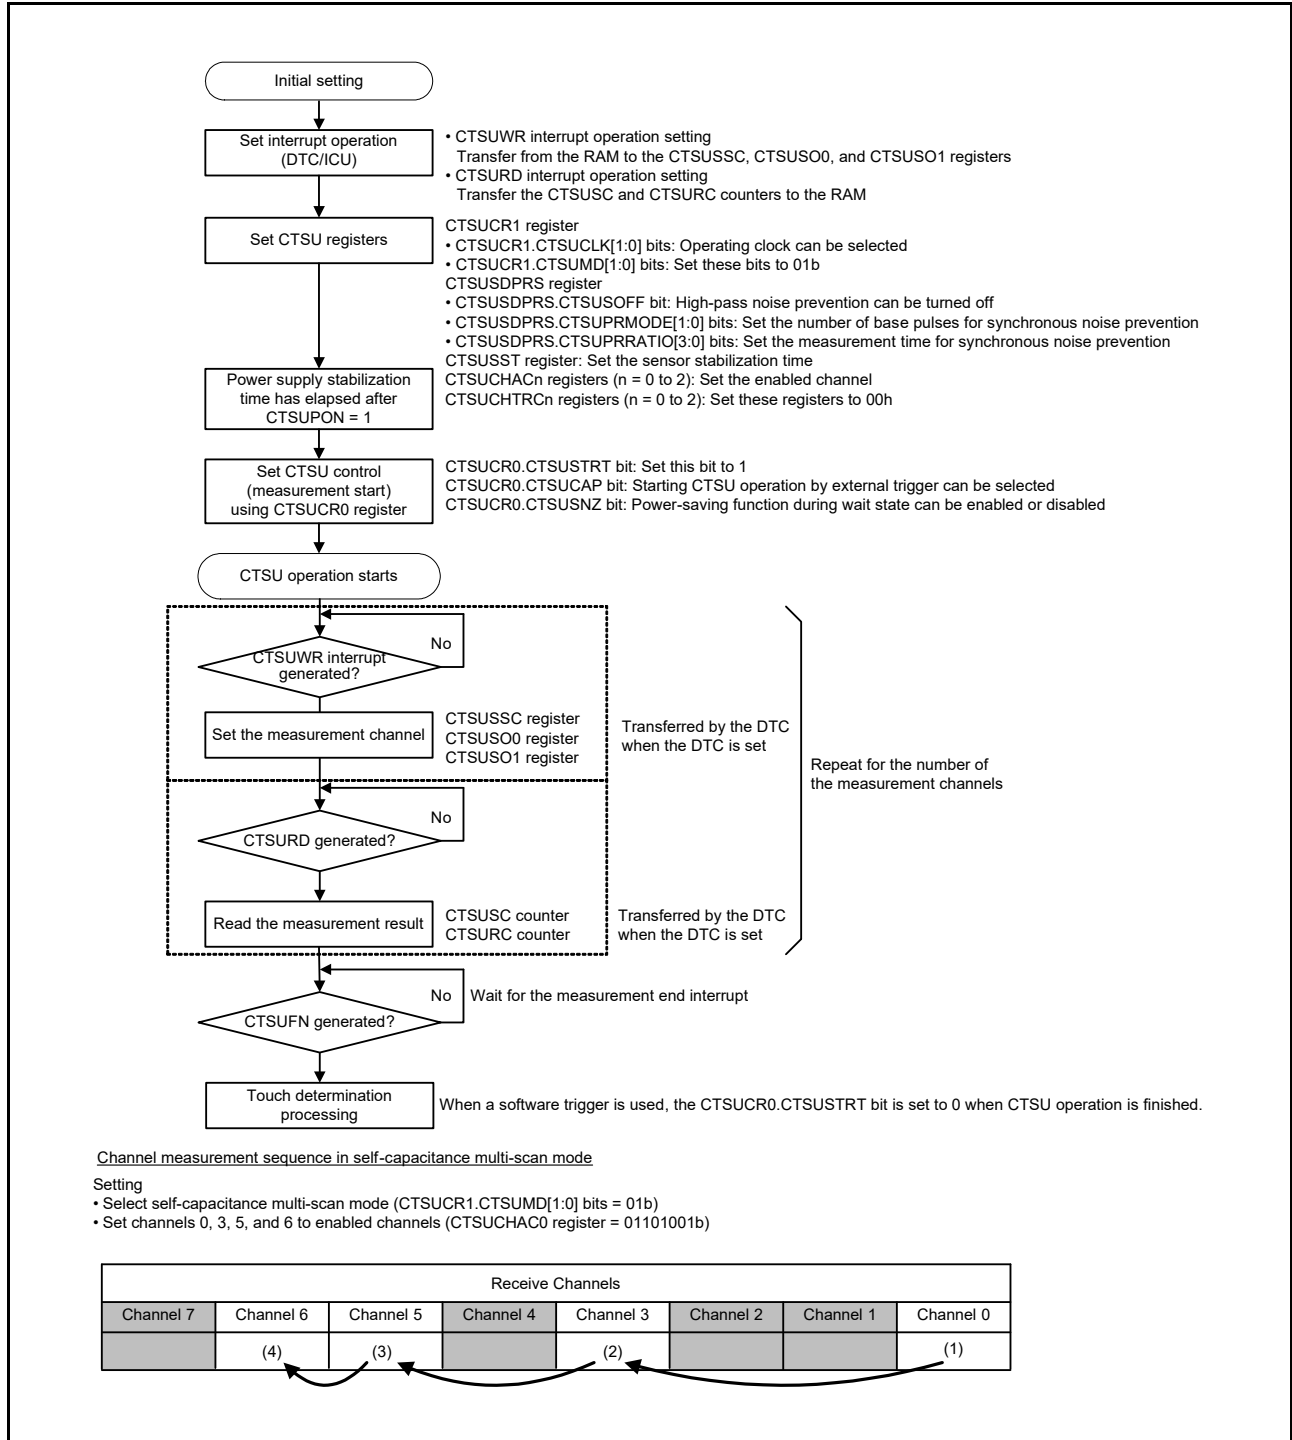 Initial setting
Set interrupt operation
(DTC/ICU)
• CTSUWR interrupt operation setting
Transfer from the RAM to the CTSUSSC, CTSUSO0, and CTSUSO1 registers
• CTSURD interrupt operation setting
Transfer the CTSUSC and CTSURC counters to the RAM
Set CTSU registers
CTSUCR1 register
• CTSUCR1.CTSUCLK[1:0] bits: Operating clock can be selected
• CTSUCR1.CTSUMD[1:0] bits: Set these bits to 01b
CTSUSDPRS register
• CTSUSDPRS.CTSUSOFF bit: High-pass noise prevention can be turned off
• CTSUSDPRS.CTSUPRMODE[1:0] bits: Set the number of base pulses for synchronous noise prevention
• CTSUSDPRS.CTSUPRRATIO[3:0] bits: Set the measurement time for synchronous noise prevention
CTSUSST register: Set the sensor stabilization time
CTSUCHACn registers (n = 0 to 2): Set the enabled channel
CTSUCHTRCn registers (n = 0 to 2): Set these registers to 00h
Power supply stabilization
time has elapsed after
CTSUPON = 1
Set CTSU control
(measurement start)
using CTSUCR0 register
CTSUCR0.CTSUSTRT bit: Set this bit to 1
CTSUCR0.CTSUCAP bit: Starting CTSU operation by external trigger can be selected
CTSUCR0.CTSUSNZ bit: Power-saving function during wait state can be enabled or disabled
CTSU operation starts
No
CTSUWR interrupt
generated?
Set the measurement channel
CTSUSSC register
CTSUSO0 register
CTSUSO1 register
Transferred by the DTC
when the DTC is set
Repeat for the number of
the measurement channels
No
CTSURD generated?
Read the measurement result
CTSUSC counter
CTSURC counter
Transferred by the DTC
when the DTC is set
No
Wait for the measurement end interrupt
CTSUFN generated?
Touch determination
processing
When a software trigger is used, the CTSUCR0.CTSUSTRT bit is set to 0 when CTSU operation is finished.
Channel measurement sequence in self-capacitance multi-scan mode
Setting
• Select self-capacitance multi-scan mode (CTSUCR1.CTSUMD[1:0] bits = 01b)
• Set channels 0, 3, 5, and 6 to enabled channels (CTSUCHAC0 register = 01101001b)
Receive Channels
Channel 7 Channel 6 Channel 5 Channel 4 Channel 3 Channel 2 Channel 1 Channel 0
(4) (3) (2) (1)